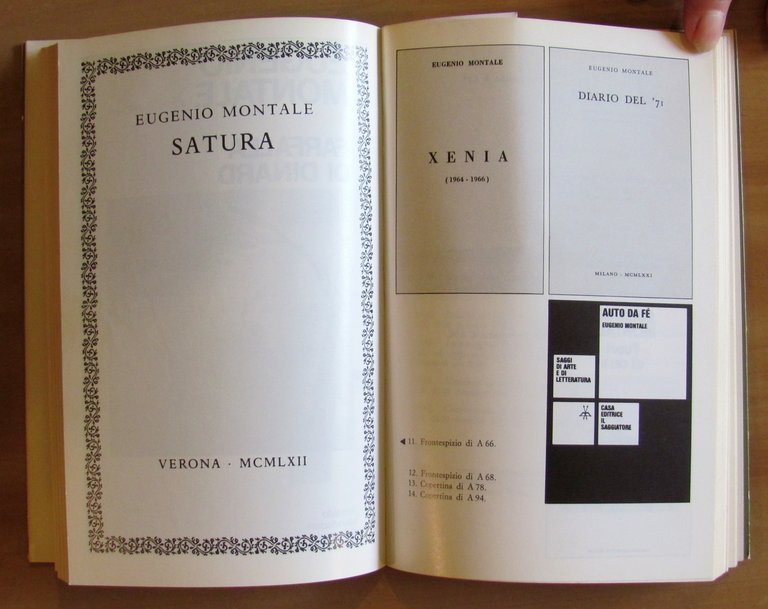 EUGENIO MONTALE
SATURA
VERONA · MCMLXII
EUGENIO MONTALE
XENIA
(1964 - 1966)
EUGENIO MONTALE
DIARIO DEL '71
MILANO - MCMLXXI
AUTO DA FÉ
EUGENIO MONTALE
SAGGI
DI ARTE
E DI
LETTERATURA
CASA
EDITRICE
IL
SAGGIATORE
◄ 11. Frontespizio di A 66.
12. Frontespizio di A 68.
13. Copertina di A 78.
14. Copertina di A 94.